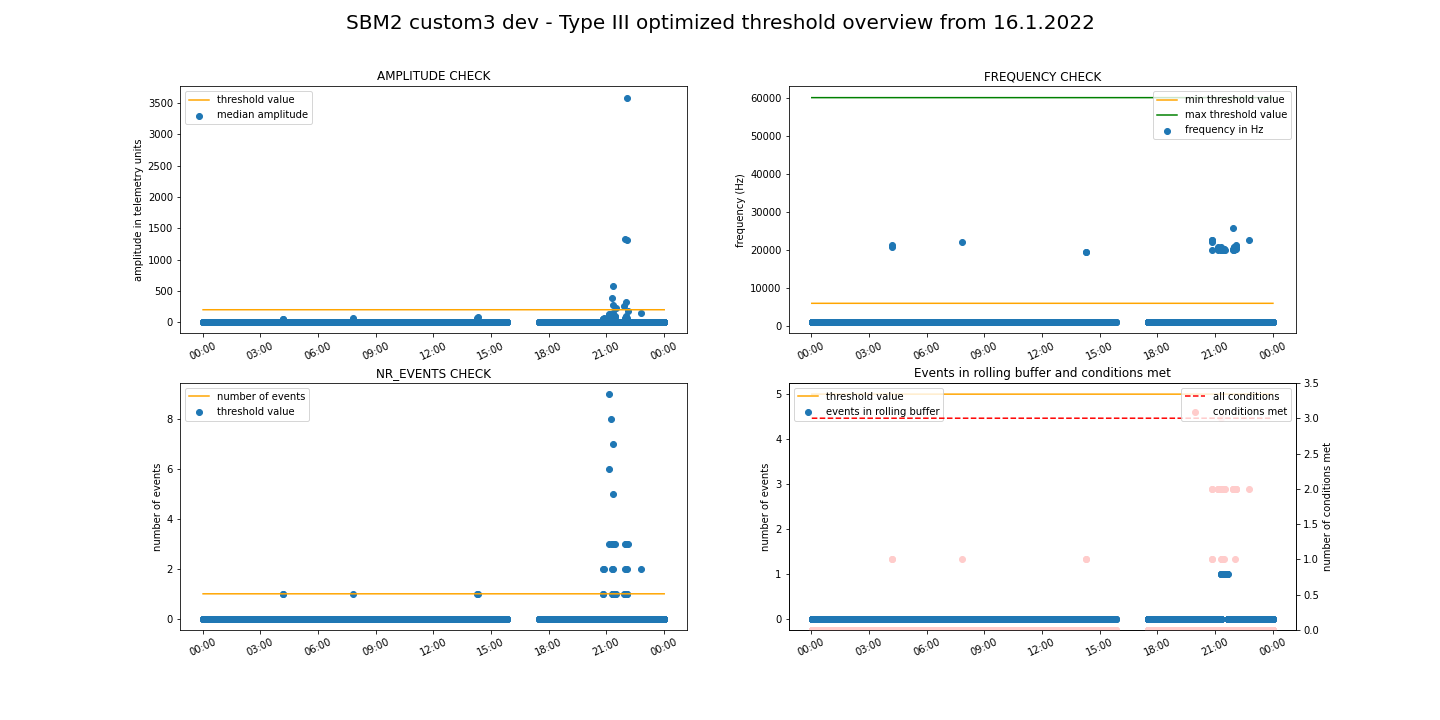 SBM2 custom3 dev - Type III optimized threshold overview from 16.1.2022
AMPLITUDE CHECK
threshold value
median amplitude
amplitude in telemetry units
3500
3000
2500
2000
1500
1000
500
0
00:00 03:00 06:00 09:00 12:00 15:00 18:00 21:00 00:00
FREQUENCY CHECK
min threshold value
max threshold value
frequency in Hz
frequency (Hz)
60000
50000
40000
30000
20000
10000
0
00:00 03:00 06:00 09:00 12:00 15:00 18:00 21:00 00:00
NR_EVENTS CHECK
number of events
threshold value
number of events
8
6
4
2
0
00:00 03:00 06:00 09:00 12:00 15:00 18:00 21:00 00:00
Events in rolling buffer and conditions met
threshold value
events in rolling buffer
all conditions
conditions met
number of events
5
4
3
2
1
0
3.5
3.0
2.5
2.0
1.5
1.0
0.5
0.0
number of conditions met
00:00 03:00 06:00 09:00 12:00 15:00 18:00 21:00 00:00